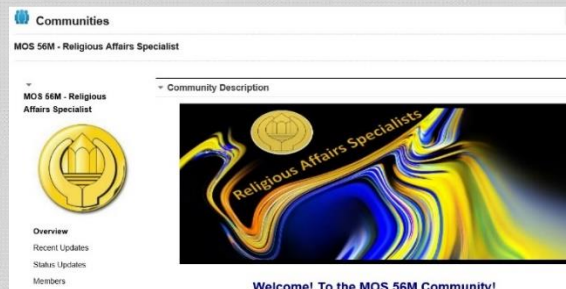 Communities
MOS 56M - Religious Affairs Specialist
MOS 56M - Religious
Affairs Specialist
Overview
Recent Updates
Status Updates
Members
Community Description
Religious Affairs Specialists
Welcome! To the MOS 56M Community!